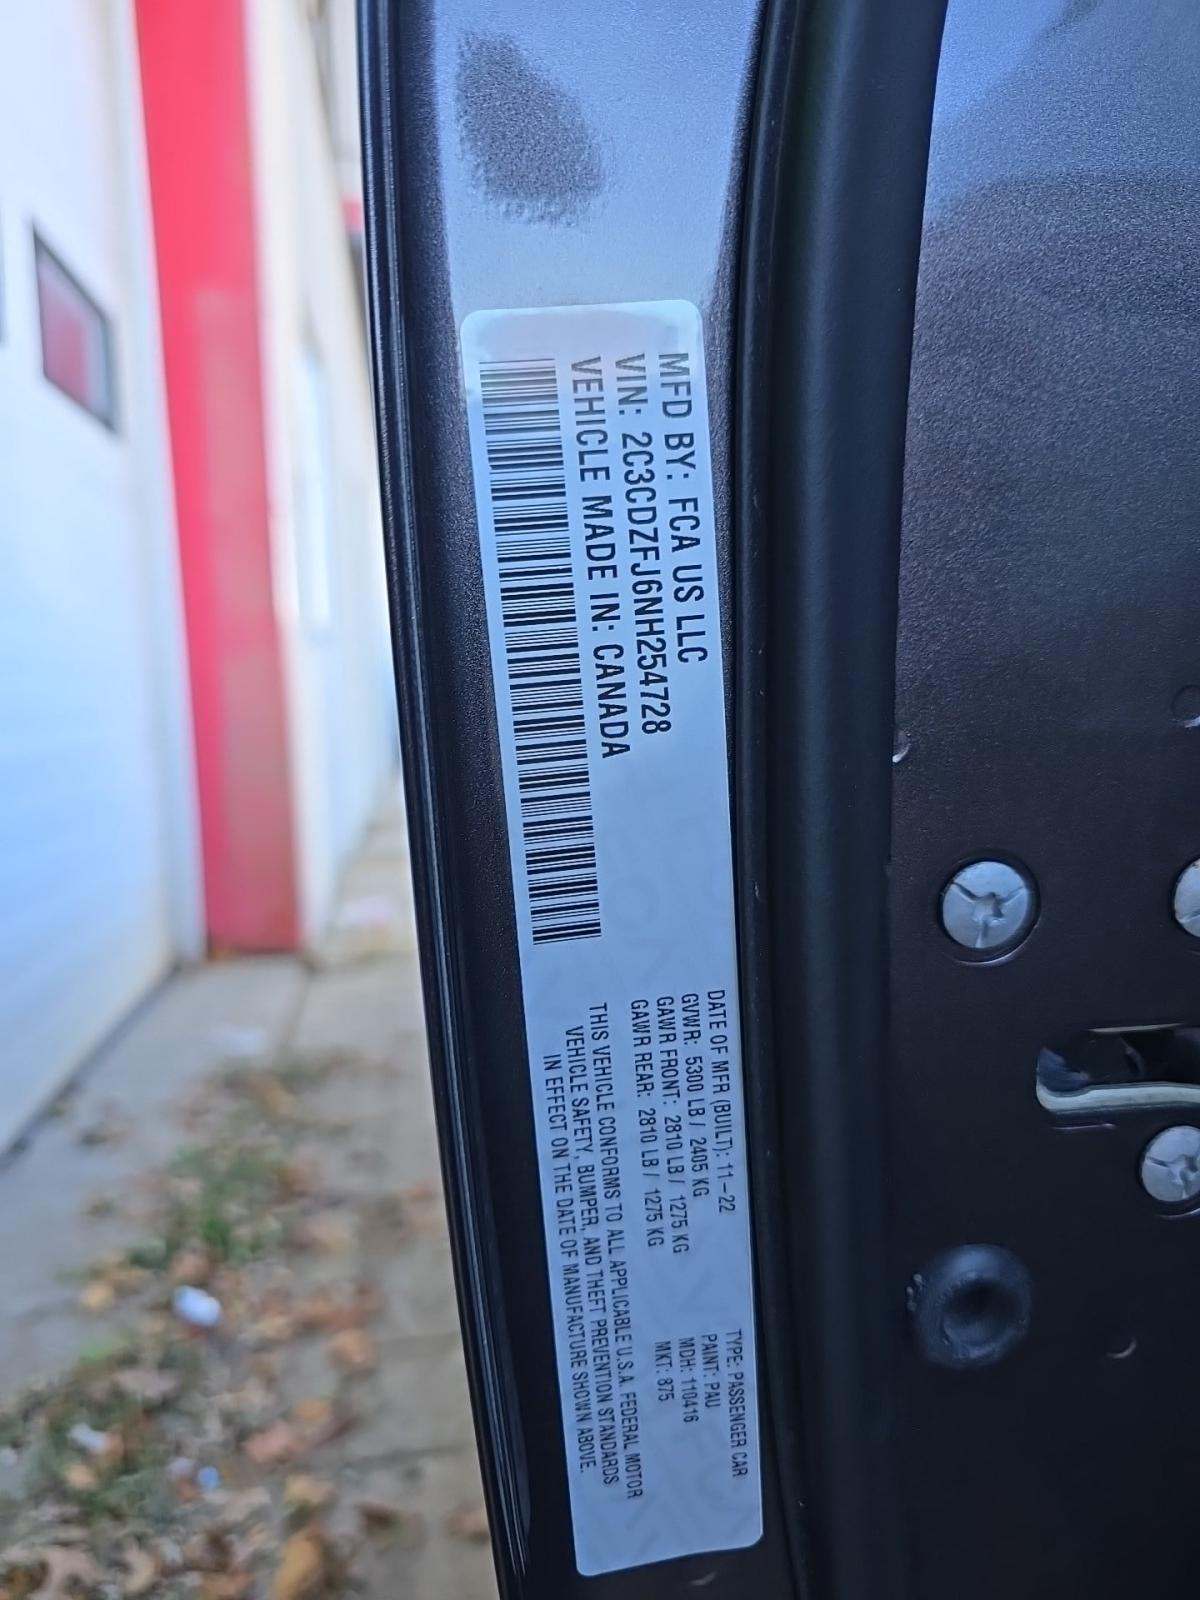 MFD BY: FCA US LLC
VIN: 2C3CDZFJ6NH254728
VEHICLE MADE IN: CANADA
DATE OF MFR (BUILT): 11-22
GVWR: 5300 LB / 2405 KG
GAWR FRONT: 2810 LB / 1275 KG
GAWR REAR: 2810 LB / 1275 KG
THIS VEHICLE CONFORMS TO ALL APPLICABLE U.S.A. FEDERAL MOTOR
VEHICLE SAFETY, BUMPER, AND THEFT PREVENTION STANDARDS
IN EFFECT ON THE DATE OF MANUFACTURE SHOWN ABOVE.
TYPE: PASSENGER CAR
PAINT: PAU
MDH: 110416
MKT: 875